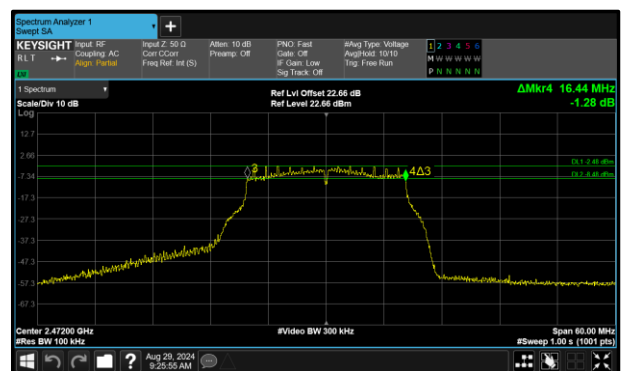 Spectrum Analyzer 1
Swept SA
+
KEYSIGHT Input: RF Input Z: 50 Ω Atten: 10 dB PNO: Fast #Avg Type: Voltage 1 2 3 4 5 6
RLT Coupling: AC Corr CCorr Preamp: Off Gate: Off Avg|Hold: 10/10 M W W W W W
Align: Partial Freq Ref: Int (S) IF Gain: Low Trig: Free Run
Sig Track: Off P N N N N N
1 Spectrum Ref Lvl Offset 22.66 dB ΔMkr4 16.44 MHz
Scale/Div 10 dB Ref Level 22.66 dBm -1.28 dB
Log
12.7
2.66 DL1 -2.48 dBm
-7.34 3 4Δ3 DL2 -8.48 dBm
-17.3
-27.3
-37.3
-47.3
-57.3
-67.3
Center 2.47200 GHz #Video BW 300 kHz Span 60.00 MHz
#Res BW 100 kHz #Sweep 1.00 s (1001 pts)
? Aug 29, 2024
9:25:55 AM